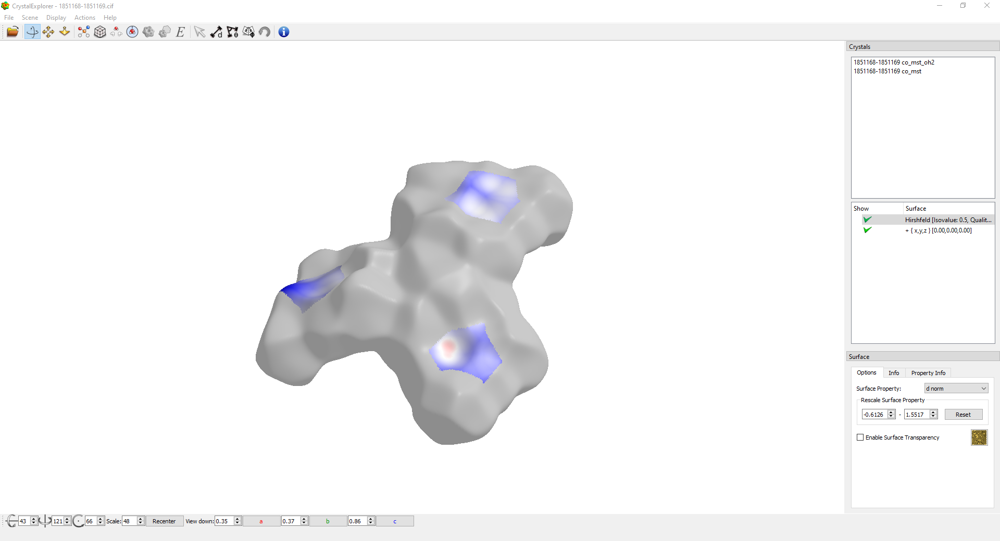 CrystalExplorer - 1851168-1851169.cif
File Scene Display Actions Help
E d θ i
Crystals
1851168-1851169 co_mst_oh2
1851168-1851169 co_mst
Show Surface
Hirshfeld [Isovalue: 0.5, Qualit...
+ { x,y,z } [0.00,0.00,0.00]
Surface
Options Info Property Info
Surface Property: d norm
Rescale Surface Property
-0.6126 - 1.5517 Reset
Enable Surface Transparency
43 121 66 Scale: 48 Recenter View down: 0.35 a 0.37 b 0.86 c